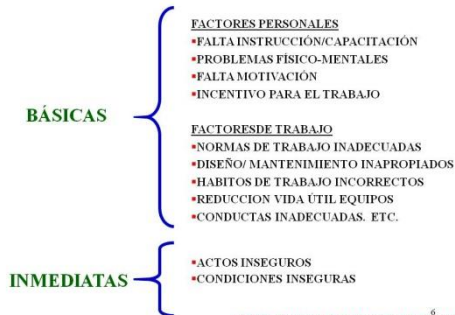 FACTORES PERSONALES
▪FALTA INSTRUCCIÓN/CAPACITACIÓN
▪PROBLEMAS FÍSICO-MENTALES
▪FALTA MOTIVACIÓN
▪INCENTIVO PARA EL TRABAJO
BÁSICAS
FACTORESDE TRABAJO
▪NORMAS DE TRABAJO INADECUADAS
▪DISEÑO/ MANTENIMIENTO INAPROPIADOS
▪HABITOS DE TRABAJO INCORRECTOS
▪REDUCCION VIDA ÚTIL EQUIPOS
▪CONDUCTAS INADECUADAS. ETC.
INMEDIATAS
▪ACTOS INSEGUROS
▪CONDICIONES INSEGURAS
6